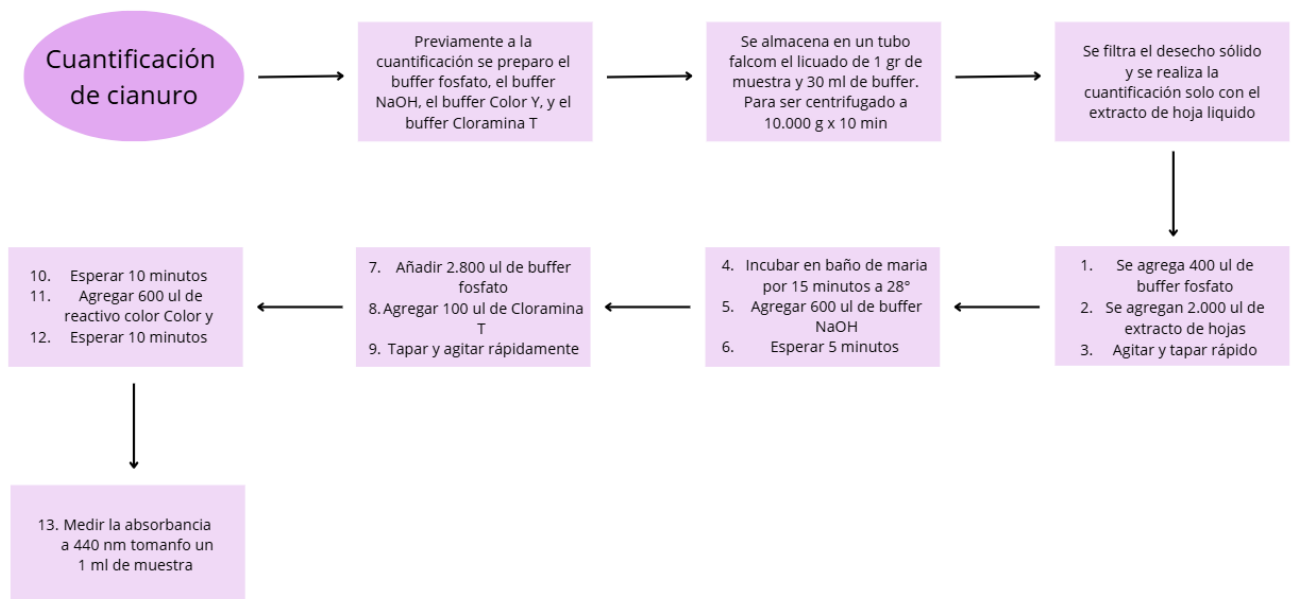 Cuantificación
de cianuro
Previamente a la
cuantificación se preparo el
buffer fosfato, el buffer
NaOH, el buffer Color Y, y el
buffer Cloramina T
Se almacena en un tubo
falcom el licuado de 1 gr de
muestra y 30 ml de buffer.
Para ser centrifugado a
10.000 g x 10 min
Se filtra el desecho sólido
y se realiza la
cuantificación solo con el
extracto de hoja liquido
1. Se agrega 400 ul de
buffer fosfato
2. Se agregan 2.000 ul de
extracto de hojas
3. Agitar y tapar rápido
4. Incubar en baño de maria
por 15 minutos a 28°
5. Agregar 600 ul de buffer
NaOH
6. Esperar 5 minutos
7. Añadir 2.800 ul de buffer
fosfato
8. Agregar 100 ul de Cloramina
T
9. Tapar y agitar rápidamente
10. Esperar 10 minutos
11. Agregar 600 ul de
reactivo color Color y
12. Esperar 10 minutos
13. Medir la absorbancia
a 440 nm tomanfo un
1 ml de muestra